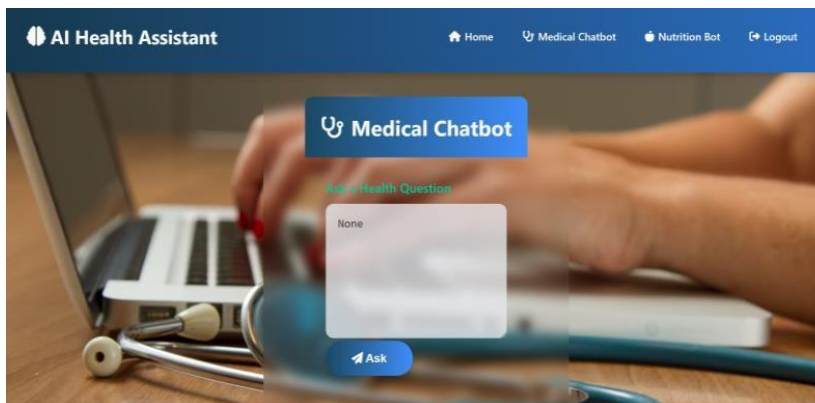 AI Health Assistant
Home
Medical Chatbot
Nutrition Bot
Logout
Medical Chatbot
Ask a Health Question
None
Ask